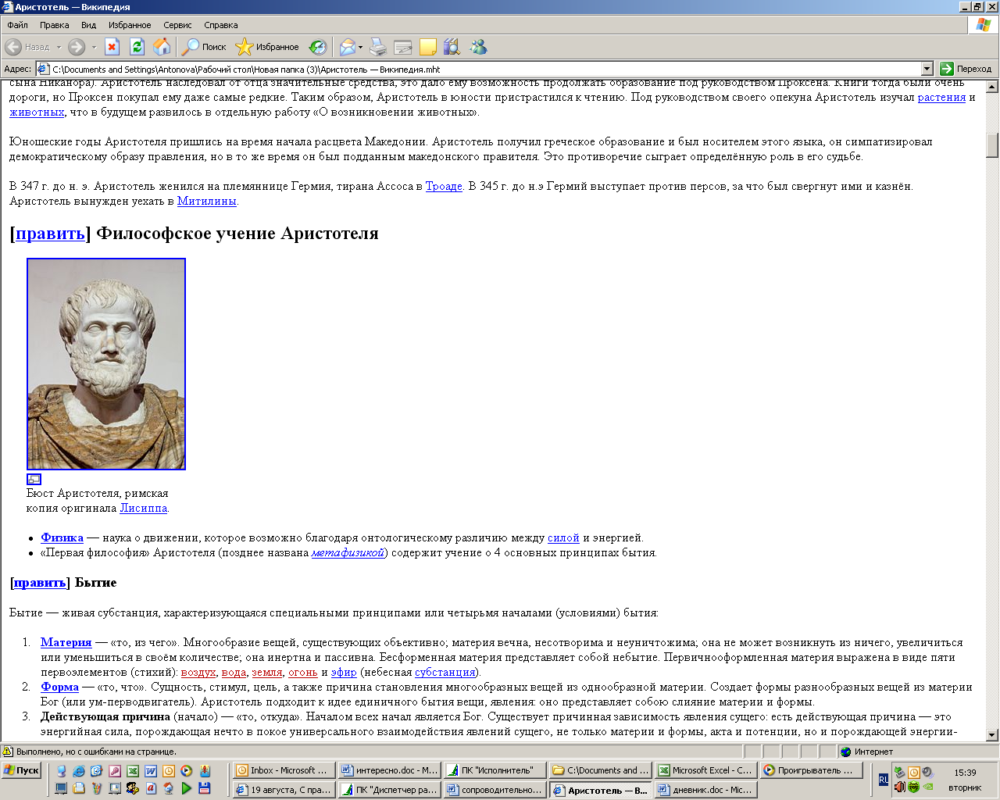 Аристотель — Википедия
Файл Правка Вид Избранное Сервис Справка
Назад Поиск Избранное
Адрес: C:\Documents and Settings\Antonova\Рабочий стол\Новая папка (3)\Аристотель — Википедия.mht Переход
сына Никанора). Аристотель наследовал от отца значительные средства, это дало ему возможность продолжать образование под руководством Проксена. Книги тогда были очень
дороги, но Проксен покупал ему даже самые редкие. Таким образом, Аристотель в юности пристрастился к чтению. Под руководством своего опекуна Аристотель изучал растения и
животных, что в будущем развилось в отдельную работу «О возникновении животных».
Юношеские годы Аристотеля пришлись на время начала расцвета Македонии. Аристотель получил греческое образование и был носителем этого языка, он симпатизировал
демократическому образу правления, но в то же время он был подданным македонского правителя. Это противоречие сыграет определённую роль в его судьбе.
В 347 г. до н. э. Аристотель женился на племяннице Гермия, тирана Ассоса в Троаде. В 345 г. до н.э Гермий выступает против персов, за что был свергнут ими и казнён.
Аристотель вынужден уехать в Митилины.
[править] Философское учение Аристотеля
Бюст Аристотеля, римская
копия оригинала Лисиппа.
• Физика — наука о движении, которое возможно благодаря онтологическому различию между силой и энергией.
• «Первая философия» Аристотеля (позднее названа метафизикой) содержит учение о 4 основных принципах бытия.
[править] Бытие
Бытие — живая субстанция, характеризующаяся специальными принципами или четырьмя началами (условиями) бытия:
1. Материя — «то, из чего». Многообразие вещей, существующих объективно; материя вечна, несотворима и неуничтожима; она не может возникнуть из ничего, увеличиться
или уменьшиться в своём количестве; она инертна и пассивна. Бесформенная материя представляет собой небытие. Первичнооформленная материя выражена в виде пяти
первоэлементов (стихий): воздух, вода, земля, огонь и эфир (небесная субстанция).
2. Форма — «то, что». Сущность, стимул, цель, а также причина становления многообразных вещей из однообразной материи. Создает формы разнообразных вещей из материи
Бог (или ум-перводвигатель). Аристотель подходит к идее единичного бытия вещи, явления: оно представляет собою слияние материи и формы.
3. Действующая причина (начало) — «то, откуда». Началом всех начал является Бог. Существует причинная зависимость явления сущего: есть действующая причина — это
энергийная сила, порождающая нечто в покое универсального взаимодействия явлений сущего, не только материи и формы, акта и потенции, но и порождающей энергии-
Выполнено, но с ошибками на странице. Интернет
Пуск Inbox - Microsoft ... интересно.doc - M... ПК "Исполнитель" C:\Documents and ... Microsoft Excel - C... Проигрыватель ... RL 15:39
19 августа, С пра... ПК "Диспетчер ра... сопроводительно... Аристотель — В... дневник.doc - Mic... вторник